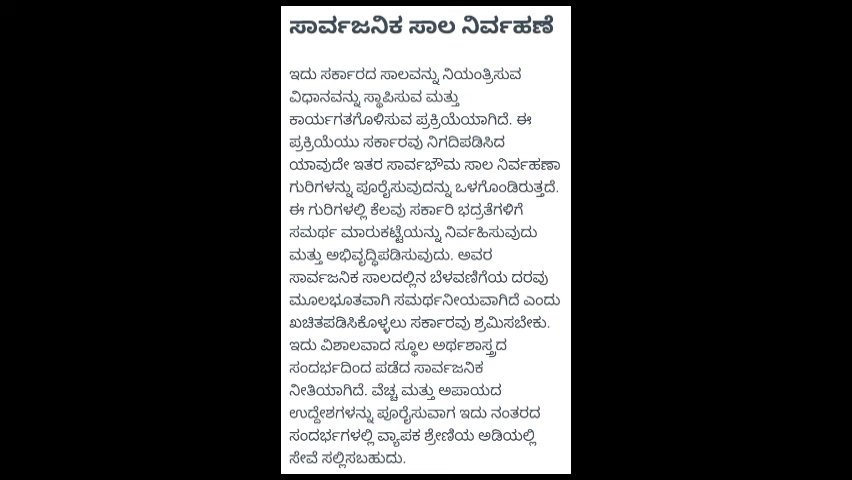 ಸಾರ್ವಜನಿಕ ಸಾಲ ನಿರ್ವಹಣೆ
ಇದು ಸರ್ಕಾರದ ಸಾಲವನ್ನು ನಿಯಂತ್ರಿಸುವ
ವಿಧಾನವನ್ನು ಸ್ಥಾಪಿಸುವ ಮತ್ತು
ಕಾರ್ಯಗತಗೊಳಿಸುವ ಪ್ರಕ್ರಿಯೆಯಾಗಿದೆ. ಈ
ಪ್ರಕ್ರಿಯೆಯು ಸರ್ಕಾರವು ನಿಗದಿಪಡಿಸಿದ
ಯಾವುದೇ ಇತರ ಸಾರ್ವಭೌಮ ಸಾಲ ನಿರ್ವಹಣಾ
ಗುರಿಗಳನ್ನು ಪೂರೈಸುವುದನ್ನು ಒಳಗೊಂಡಿರುತ್ತದೆ.
ಈ ಗುರಿಗಳಲ್ಲಿ ಕೆಲವು ಸರ್ಕಾರಿ ಭದ್ರತೆಗಳಿಗೆ
ಸಮರ್ಥ ಮಾರುಕಟ್ಟೆಯನ್ನು ನಿರ್ವಹಿಸುವುದು
ಮತ್ತು ಅಭಿವೃದ್ಧಿಪಡಿಸುವುದು. ಅವರ
ಸಾರ್ವಜನಿಕ ಸಾಲದಲ್ಲಿನ ಬೆಳವಣಿಗೆಯ ದರವು
ಮೂಲಭೂತವಾಗಿ ಸಮರ್ಥನೀಯವಾಗಿದೆ ಎಂದು
ಖಚಿತಪಡಿಸಿಕೊಳ್ಳಲು ಸರ್ಕಾರವು ಶ್ರಮಿಸಬೇಕು.
ಇದು ವಿಶಾಲವಾದ ಸ್ಥೂಲ ಅರ್ಥಶಾಸ್ತ್ರದ
ಸಂದರ್ಭದಿಂದ ಪಡೆದ ಸಾರ್ವಜನಿಕ
ನೀತಿಯಾಗಿದೆ. ವೆಚ್ಚ ಮತ್ತು ಅಪಾಯದ
ಉದ್ದೇಶಗಳನ್ನು ಪೂರೈಸುವಾಗ ಇದು ನಂತರದ
ಸಂದರ್ಭಗಳಲ್ಲಿ ವ್ಯಾಪಕ ಶ್ರೇಣಿಯ ಅಡಿಯಲ್ಲಿ
ಸೇವೆ ಸಲ್ಲಿಸಬಹುದು.